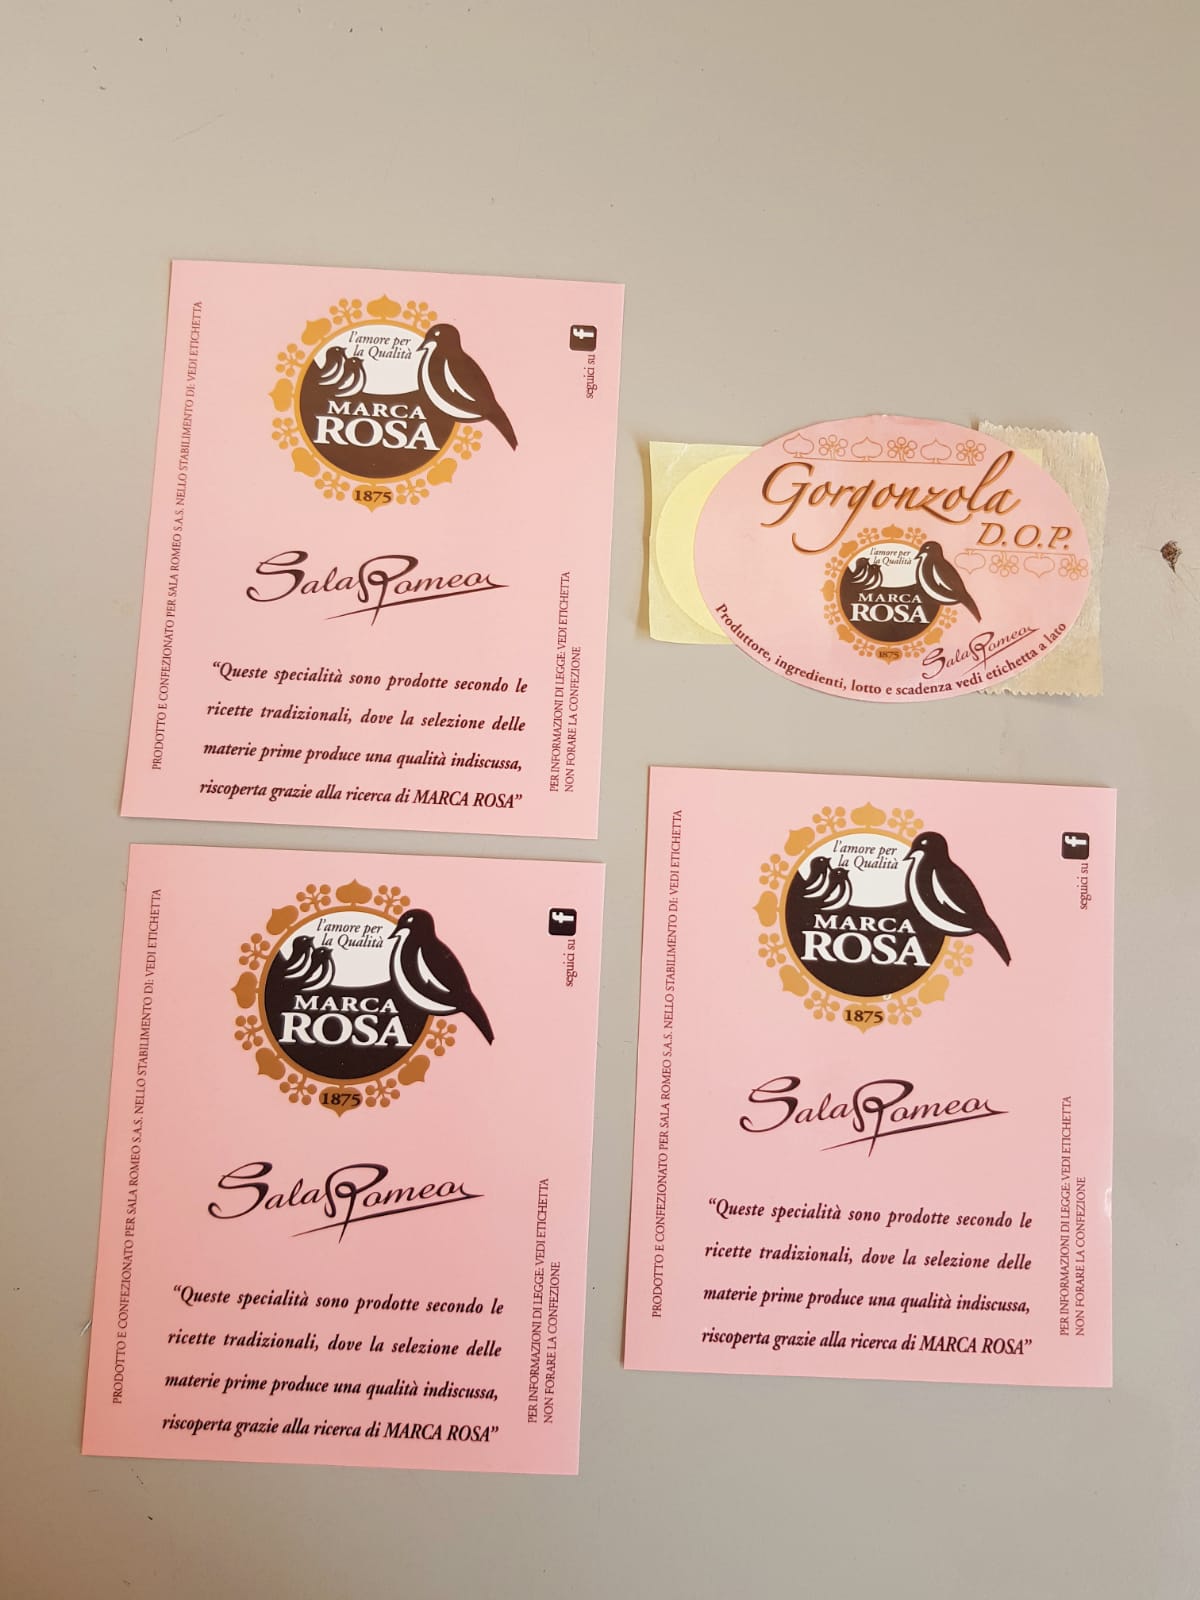 PRODOTTO E CONFEZIONATO PER SALA ROMEO S.A.S. NELLO STABILIMENTO DI: VEDI ETICHETTA
l'amore per
la Qualità
MARCA
ROSA
1875
seguici su f
Sala Romeo
"Queste specialità sono prodotte secondo le
ricette tradizionali, dove la selezione delle
materie prime produce una qualità indiscussa,
riscoperta grazie alla ricerca di MARCA ROSA"
PER INFORMAZIONI DI LEGGE: VEDI ETICHETTA
NON FORARE LA CONFEZIONE
Gorgonzola
D.O.P.
l'amore per
la Qualità
MARCA
ROSA
1875
Sala Romeo
Produttore, ingredienti, lotto e scadenza vedi etichetta a lato
PRODOTTO E CONFEZIONATO PER SALA ROMEO S.A.S. NELLO STABILIMENTO DI: VEDI ETICHETTA
l'amore per
la Qualità
MARCA
ROSA
1875
seguici su f
Sala Romeo
"Queste specialità sono prodotte secondo le
ricette tradizionali, dove la selezione delle
materie prime produce una qualità indiscussa,
riscoperta grazie alla ricerca di MARCA ROSA"
PER INFORMAZIONI DI LEGGE: VEDI ETICHETTA
NON FORARE LA CONFEZIONE
PRODOTTO E CONFEZIONATO PER SALA ROMEO S.A.S. NELLO STABILIMENTO DI: VEDI ETICHETTA
l'amore per
la Qualità
MARCA
ROSA
1875
seguici su f
Sala Romeo
"Queste specialità sono prodotte secondo le
ricette tradizionali, dove la selezione delle
materie prime produce una qualità indiscussa,
riscoperta grazie alla ricerca di MARCA ROSA"
PER INFORMAZIONI DI LEGGE: VEDI ETICHETTA
NON FORARE LA CONFEZIONE